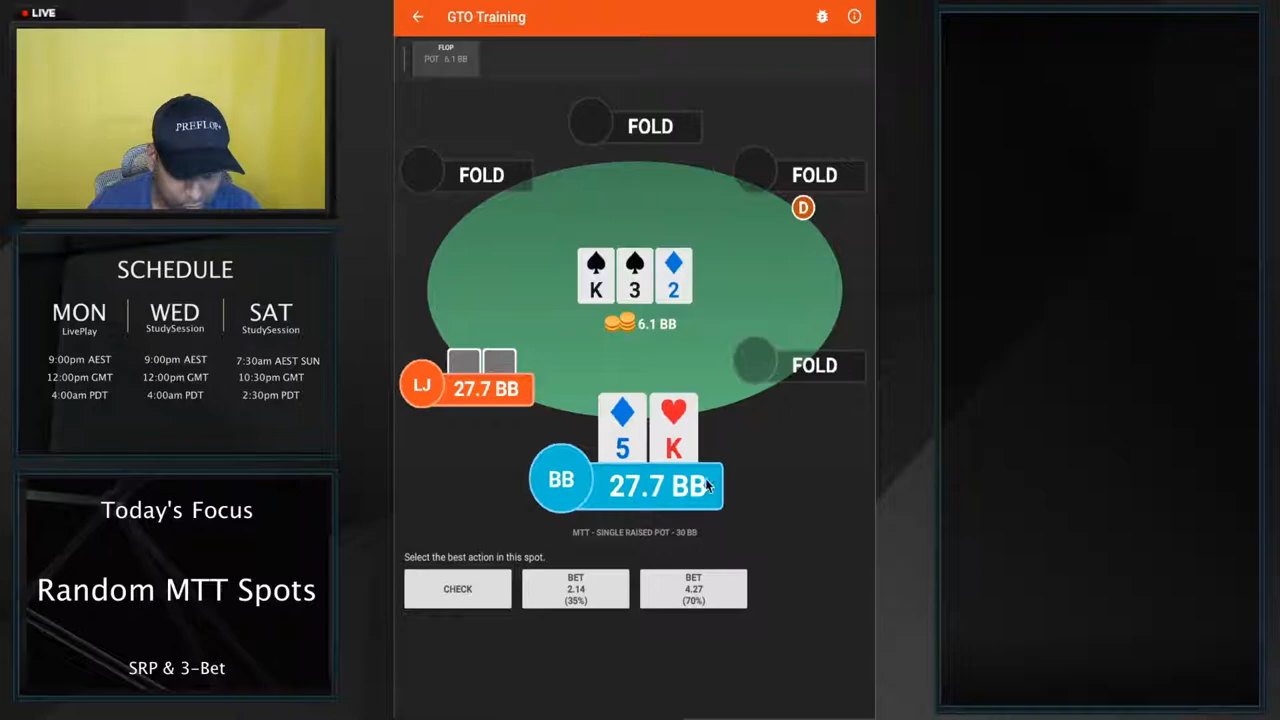 LIVE
PREFLOP+
SCHEDULE
MON
LivePlay
9:00pm AEST
12:00pm GMT
4:00am PDT
WED
StudySession
9:00pm AEST
12:00pm GMT
4:00am PDT
SAT
StudySession
7:30am AEST SUN
10:30pm GMT
2:30pm PDT
Today's Focus
Random MTT Spots
SRP & 3-Bet
GTO Training
FLOP
POT 6.1 BB
FOLD
FOLD
FOLD
D
K
3
2
6.1 BB
FOLD
LJ
27.7 BB
5
K
BB
27.7 BB
MTT - SINGLE RAISED POT - 30 BB
Select the best action in this spot.
CHECK
BET
2.14
(35%)
BET
4.27
(70%)